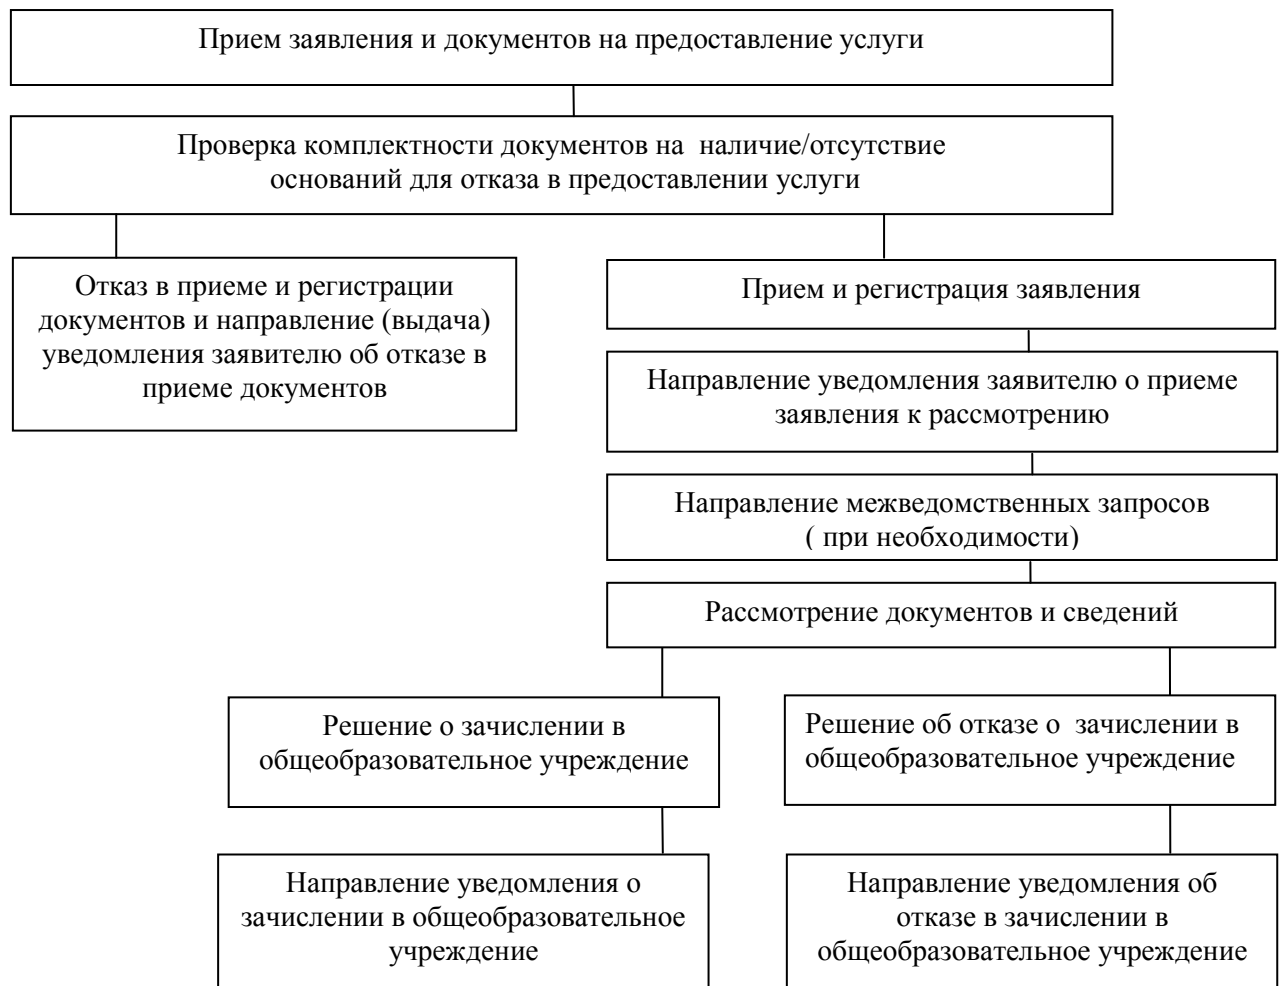 Прием заявления и документов на предоставление услуги
Проверка комплектности документов на наличие/отсутствие
оснований для отказа в предоставлении услуги
Отказ в приеме и регистрации
документов и направление (выдача)
уведомления заявителю об отказе в
приеме документов
Прием и регистрация заявления
Направление уведомления заявителю о приеме
заявления к рассмотрению
Направление межведомственных запросов
( при необходимости)
Рассмотрение документов и сведений
Решение о зачислении в
общеобразовательное учреждение
Решение об отказе о зачислении в
общеобразовательное учреждение
Направление уведомления о
зачислении в общеобразовательное
учреждение
Направление уведомления об
отказе в зачислении в
общеобразовательное учреждение